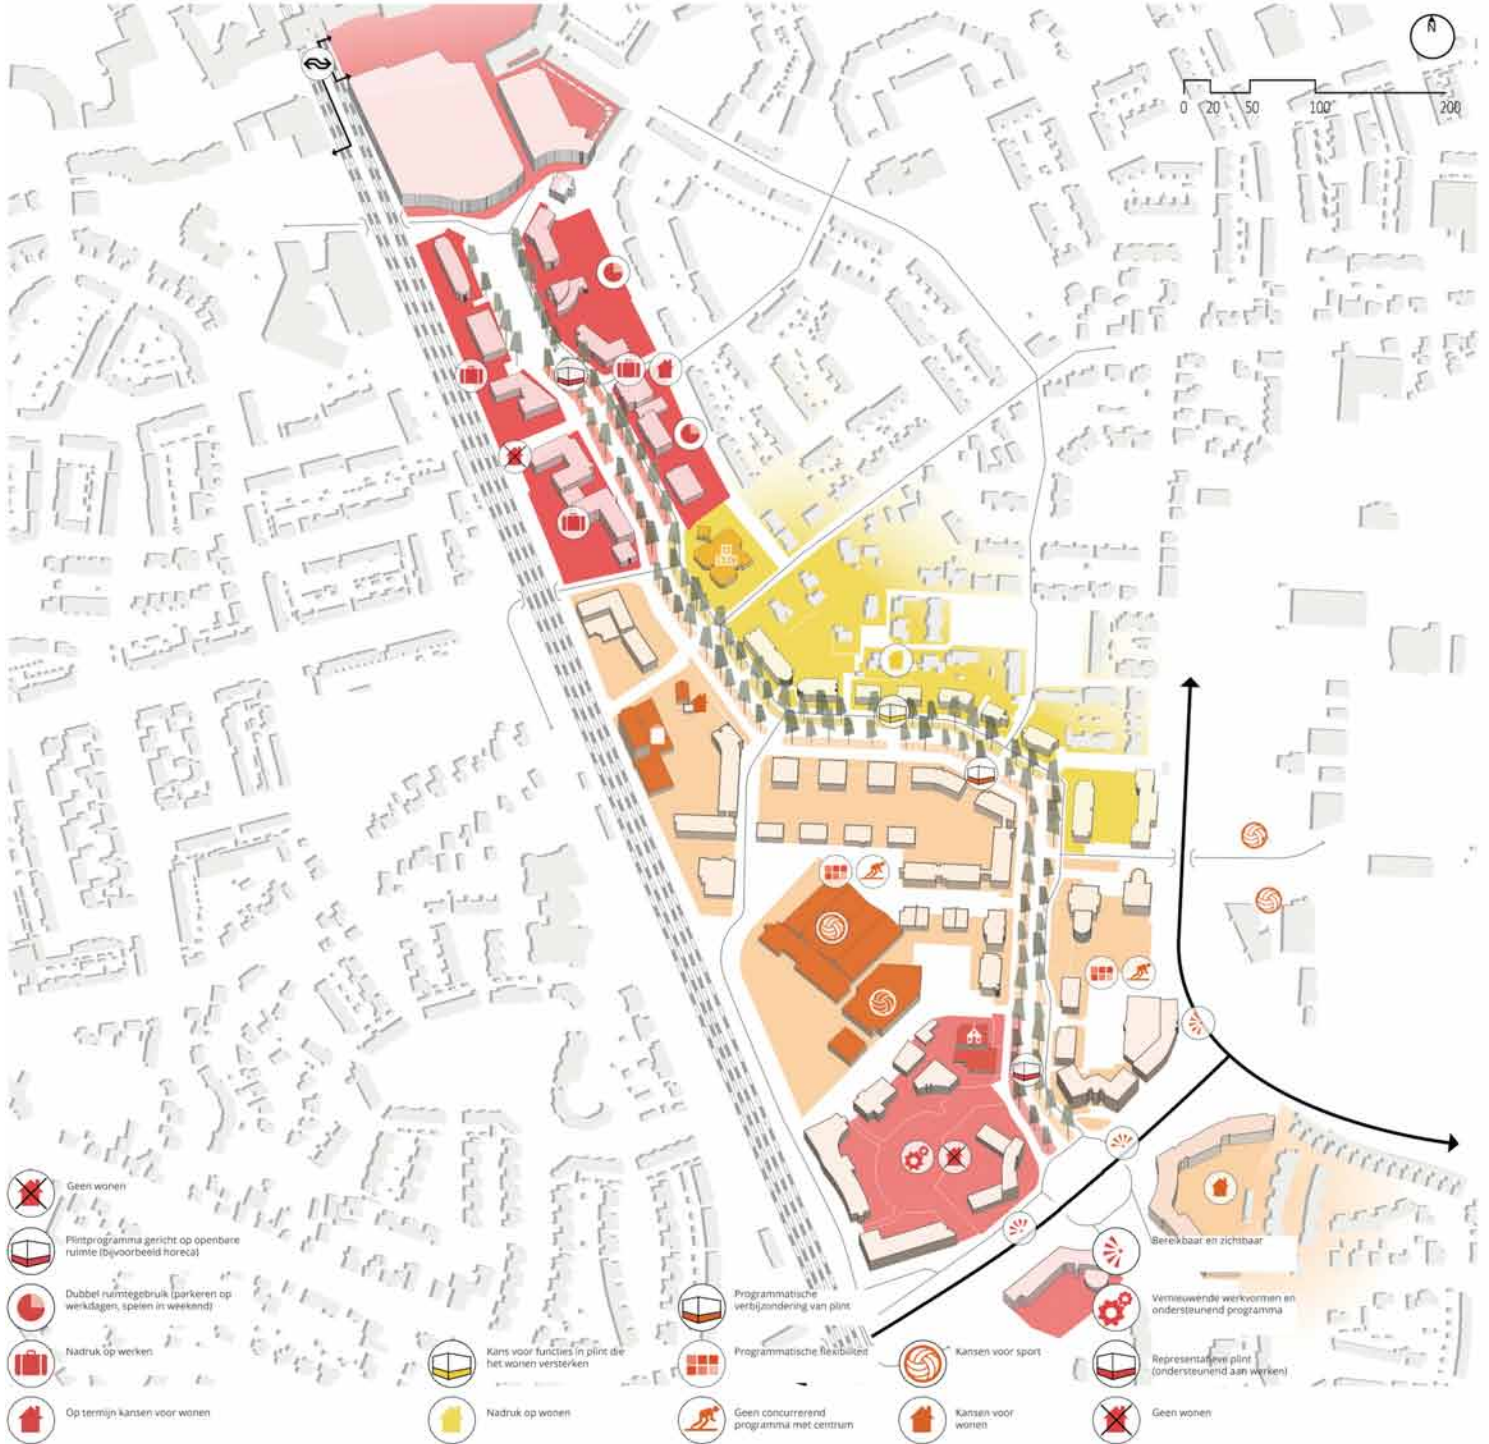 N
0 20 50 100 200
Geen wonen
Plintprogramma gericht op openbare
ruimte (bijvoorbeeld horeca)
Dubbel ruimtegebruik (parkeren op
werkdagen, spelen in weekend)
Nadruk op werken
Op termijn kansen voor wonen
Kans voor functies in plint die
het wonen versterken
Nadruk op wonen
Programmatische
verbijzondering van plint
Programmatische flexibiliteit
Geen concurrerend
programma met centrum
Kansen voor sport
Kansen voor
wonen
Bereikbaar en zichtbaar
Vernieuwende werkvormen en
ondersteunend programma
Representatieve plint
(ondersteunend aan werken)
Geen wonen